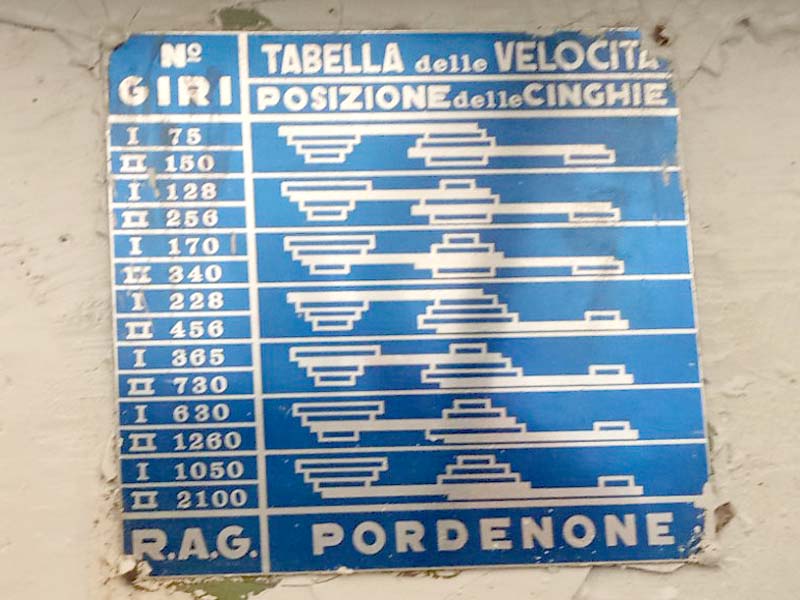 Nº GIRI
TABELLA delle VELOCITÀ
POSIZIONE delle CINGHIE
I 75
II 150
I 128
II 256
I 170
II 340
I 228
II 456
I 365
II 730
I 630
II 1260
I 1050
II 2100
R.A.G. PORDENONE